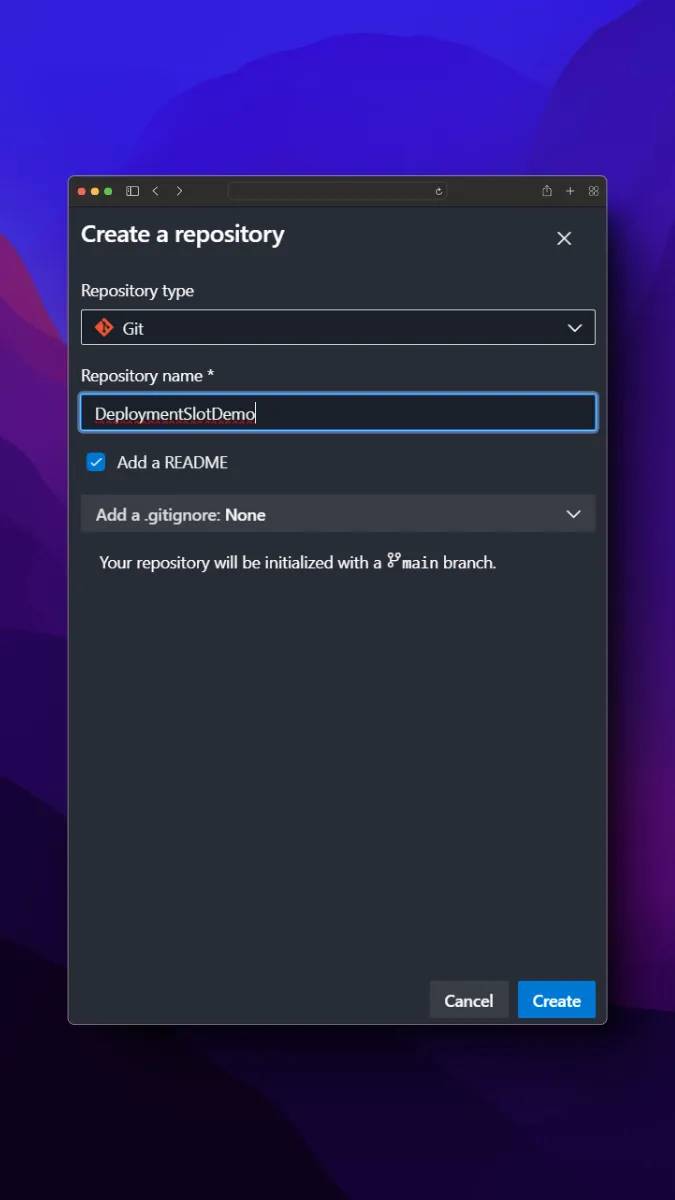 Create a repository
Repository type
Git
Repository name *
DeploymentSlotDemo
Add a README
Add a .gitignore: None
Your repository will be initialized with a main branch.
Cancel
Create